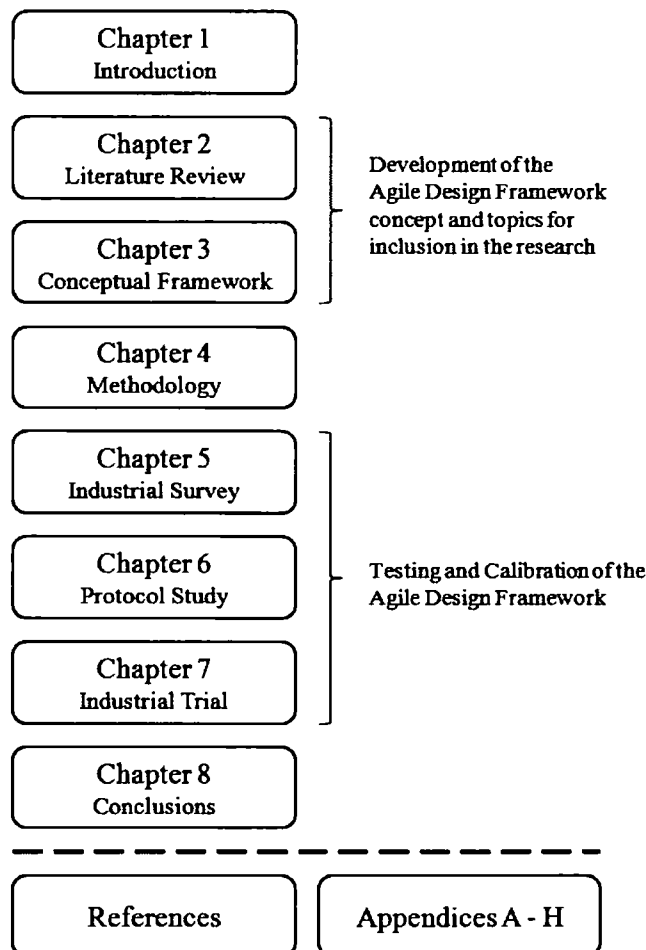 Chapter 1
Introduction
Chapter 2
Literature Review
Chapter 3
Conceptual Framework
Development of the
Agile Design Framework
concept and topics for
inclusion in the research
Chapter 4
Methodology
Chapter 5
Industrial Survey
Chapter 6
Protocol Study
Chapter 7
Industrial Trial
Testing and Calibration of the
Agile Design Framework
Chapter 8
Conclusions
References
Appendices A - H